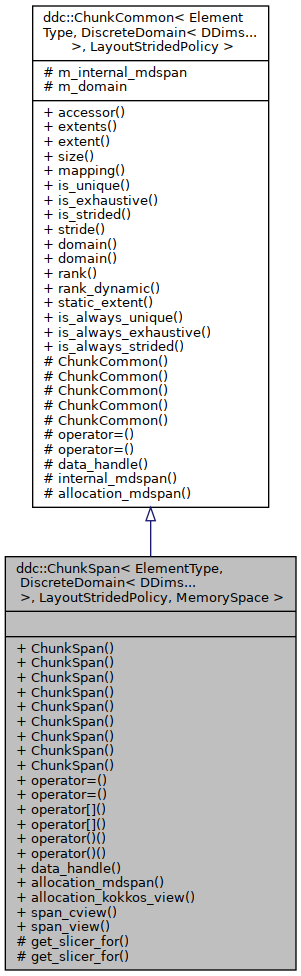 ddc::ChunkCommon< Element
Type, DiscreteDomain< DDims...
>, LayoutStridedPolicy >
# m_internal_mdspan
# m_domain
+ accessor()
+ extents()
+ extent()
+ size()
+ mapping()
+ is_unique()
+ is_exhaustive()
+ is_strided()
+ stride()
+ domain()
+ domain()
+ rank()
+ rank_dynamic()
+ static_extent()
+ is_always_unique()
+ is_always_exhaustive()
+ is_always_strided()
# ChunkCommon()
# ChunkCommon()
# ChunkCommon()
# ChunkCommon()
# ChunkCommon()
# operator=()
# operator=()
# data_handle()
# internal_mdspan()
# allocation_mdspan()
ddc::ChunkSpan< ElementType,
DiscreteDomain< DDims...
>, LayoutStridedPolicy, MemorySpace >
+ ChunkSpan()
+ ChunkSpan()
+ ChunkSpan()
+ ChunkSpan()
+ ChunkSpan()
+ ChunkSpan()
+ ChunkSpan()
+ ChunkSpan()
+ ChunkSpan()
+ operator=()
+ operator=()
+ operator[]()
+ operator[]()
+ operator()()
+ operator()()
+ data_handle()
+ allocation_mdspan()
+ allocation_kokkos_view()
+ span_cview()
+ span_view()
# get_slicer_for()
# get_slicer_for()